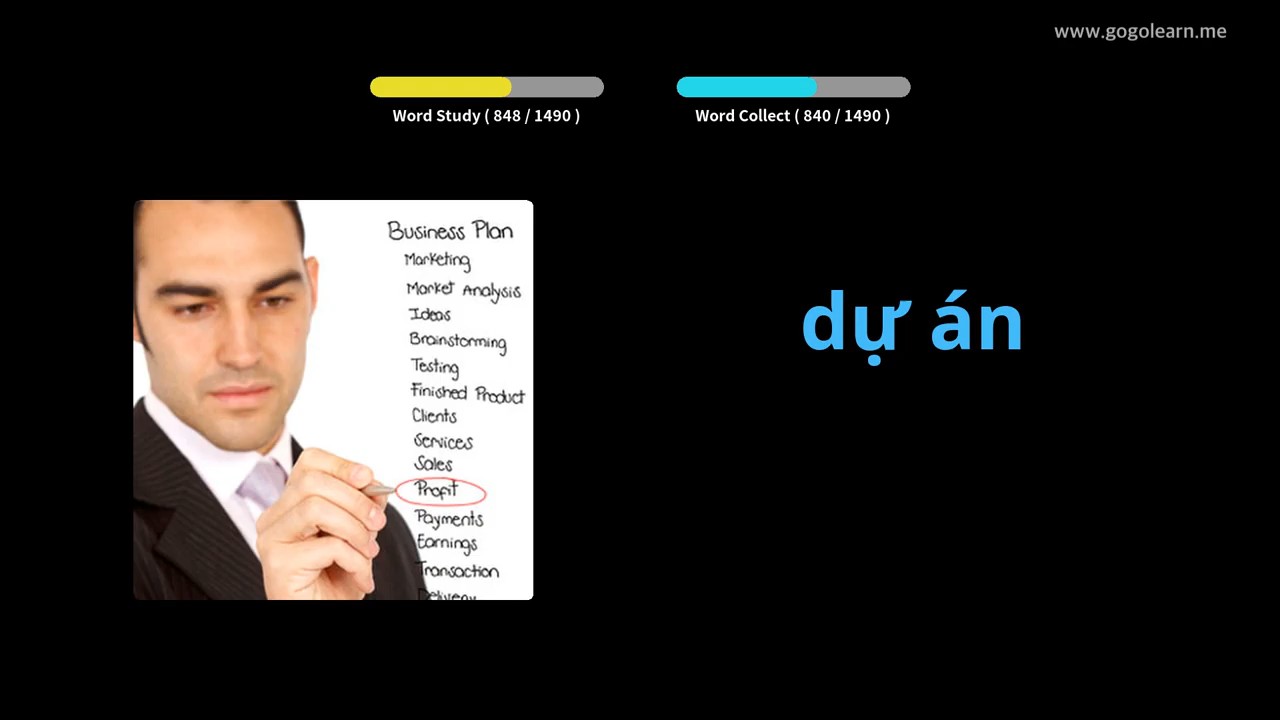 www.gogolearn.me
Word Study ( 848 / 1490 )
Word Collect ( 840 / 1490 )
Business Plan
Marketing
Market Analysis
Ideas
Brainstorming
Testing
Finished Product
Clients
Services
Sales
Profit
Payments
Earnings
Transaction
Delivery
dự án